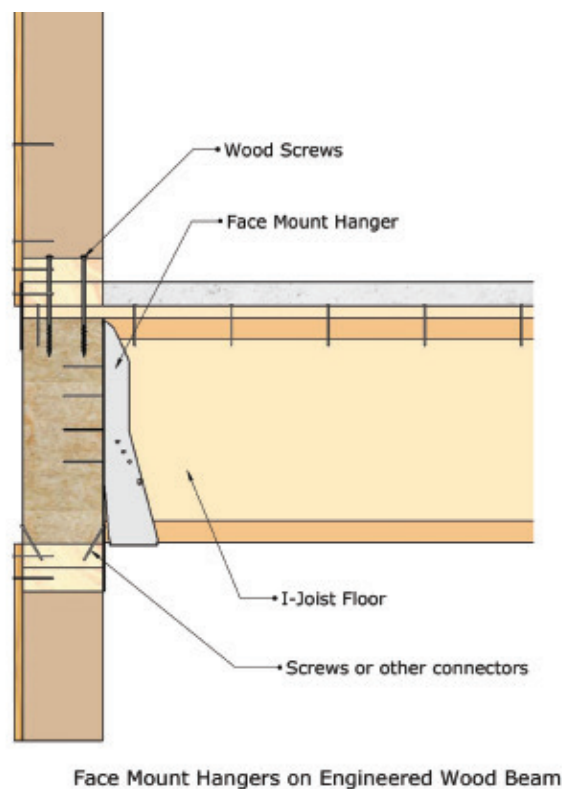 Wood Screws
Face Mount Hanger
I-Joist Floor
Screws or other connectors
Face Mount Hangers on Engineered Wood Beam